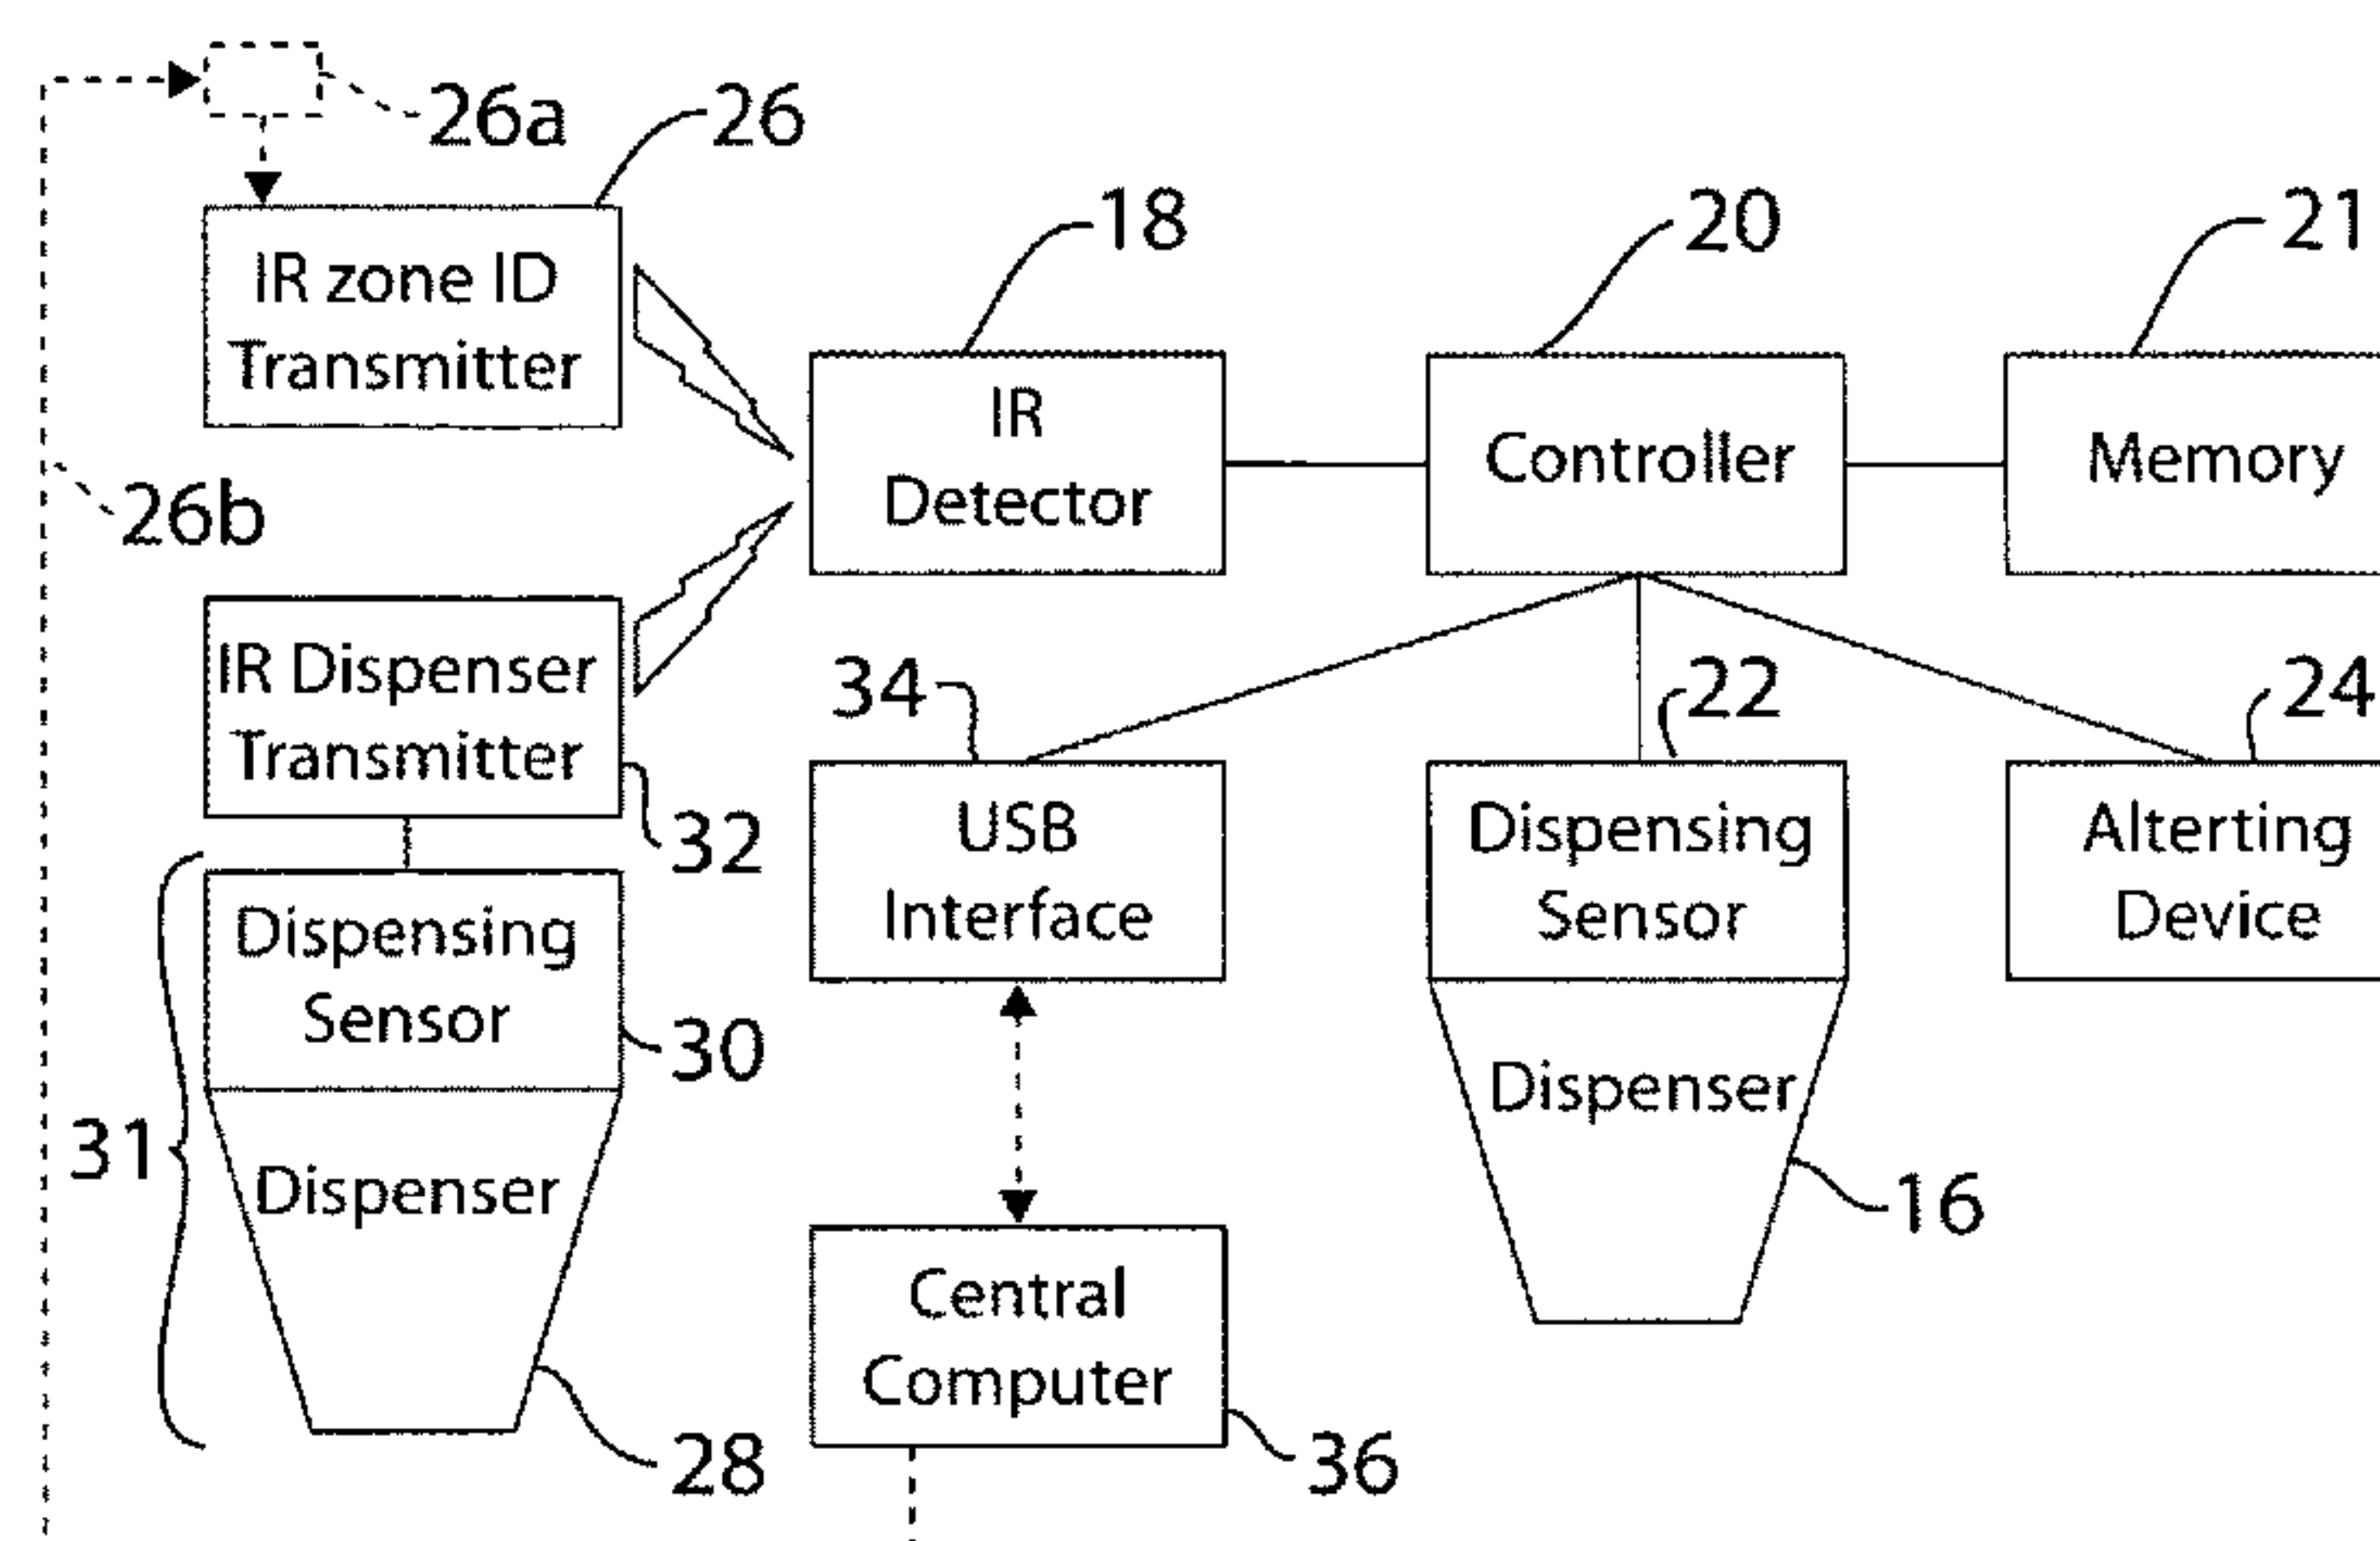 26a
26
18
20
21
IR zone ID
Transmitter
IR
Detector
Controller
Memory
26b
IR Dispenser
Transmitter
34
22
24
32
USB
Interface
Dispensing
Sensor
Alterting
Device
Dispensing
Sensor
30
Dispenser
31
Dispenser
16
Central
Computer
28
36